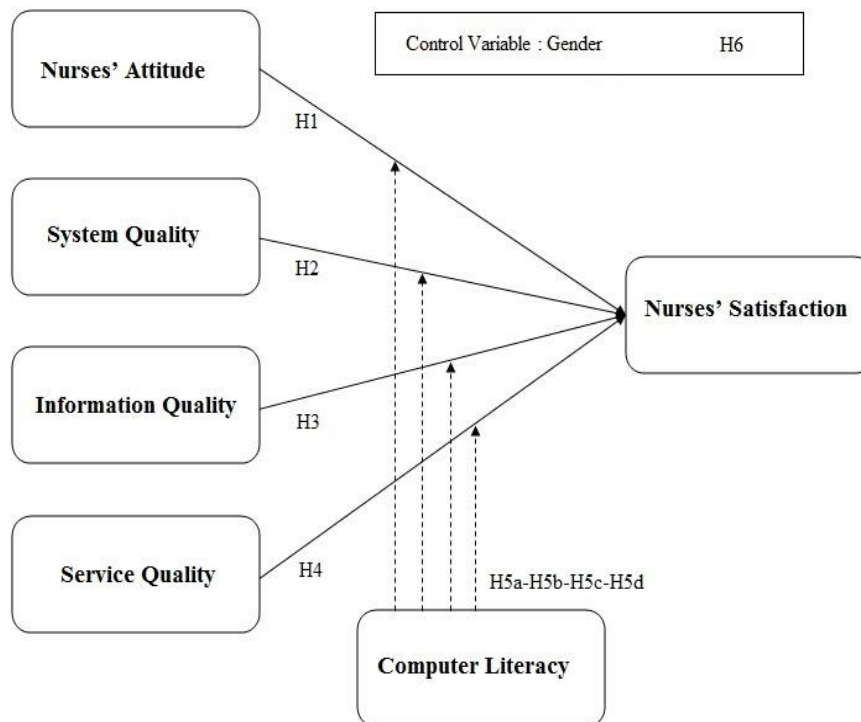 Control Variable : Gender H6
Nurses’ Attitude
H1
System Quality
H2
Nurses’ Satisfaction
Information Quality
H3
Service Quality
H4
H5a-H5b-H5c-H5d
Computer Literacy